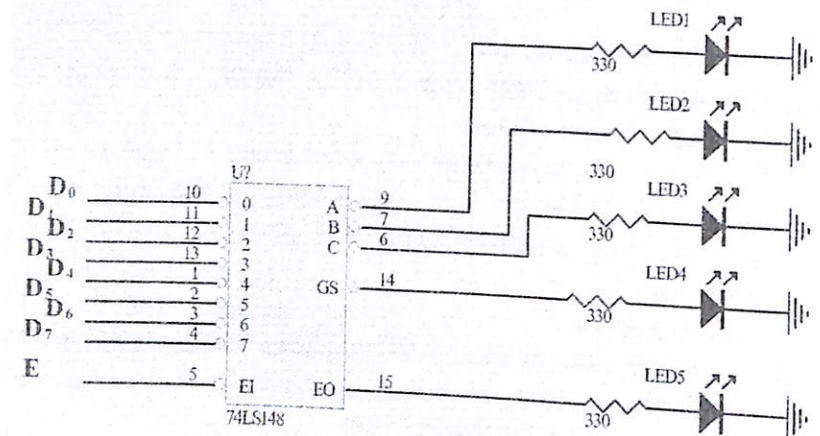 LED1
330
LED2
330
U?
LED3
D₀ 10 0 A 9
D₁ 11 1 B 7
D₂ 12 2 C 6 330
D₃ 13 3
D₄ 1 4 GS 14 LED4
D₅ 2 5
D₆ 3 6 330
D₇ 4 7
E 5 EI EO 15 LED5
74LS148 330